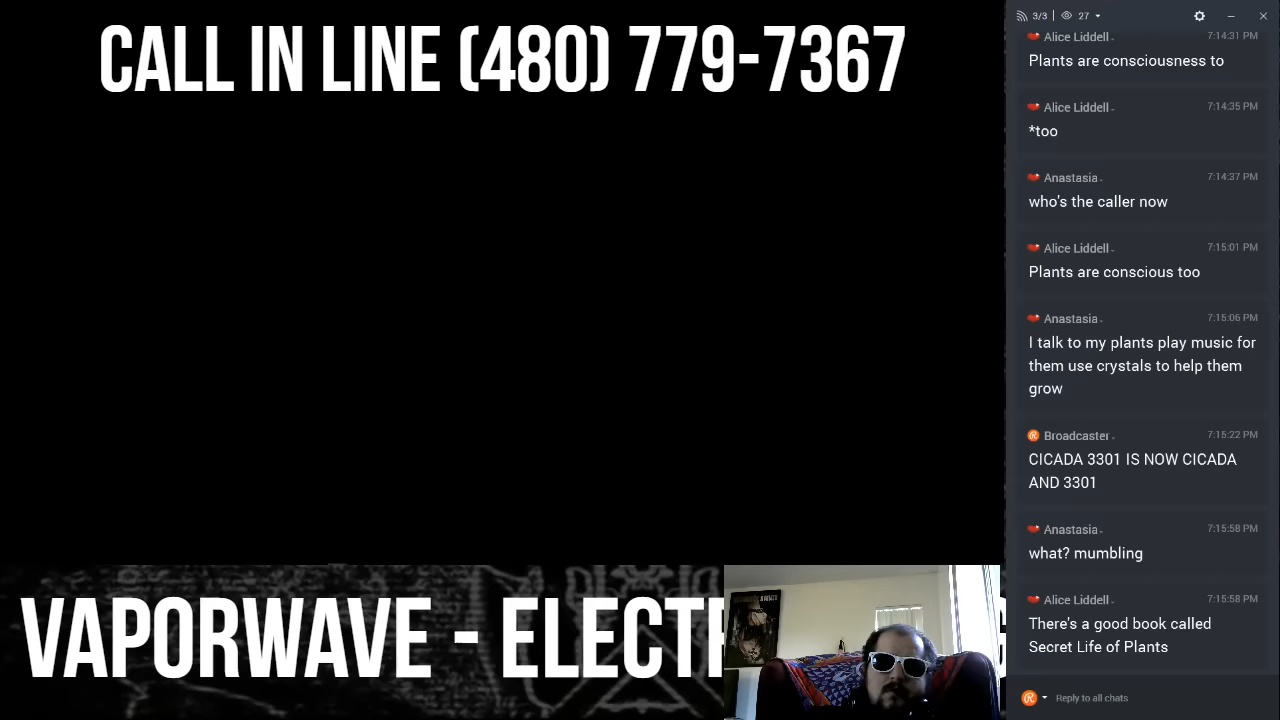 CALL IN LINE (480) 779-7367
3/3 27
Alice Liddell 7:14:31 PM
Plants are consciousness to
Alice Liddell 7:14:35 PM
*too
Anastasia 7:14:37 PM
who's the caller now
Alice Liddell 7:15:01 PM
Plants are conscious too
Anastasia 7:15:06 PM
I talk to my plants play music for
them use crystals to help them
grow
Broadcaster 7:15:22 PM
CICADA 3301 IS NOW CICADA
AND 3301
Anastasia 7:15:58 PM
what? mumbling
Alice Liddell 7:15:58 PM
There's a good book called
Secret Life of Plants
Reply to all chats
VAPORWAVE - ELECTR